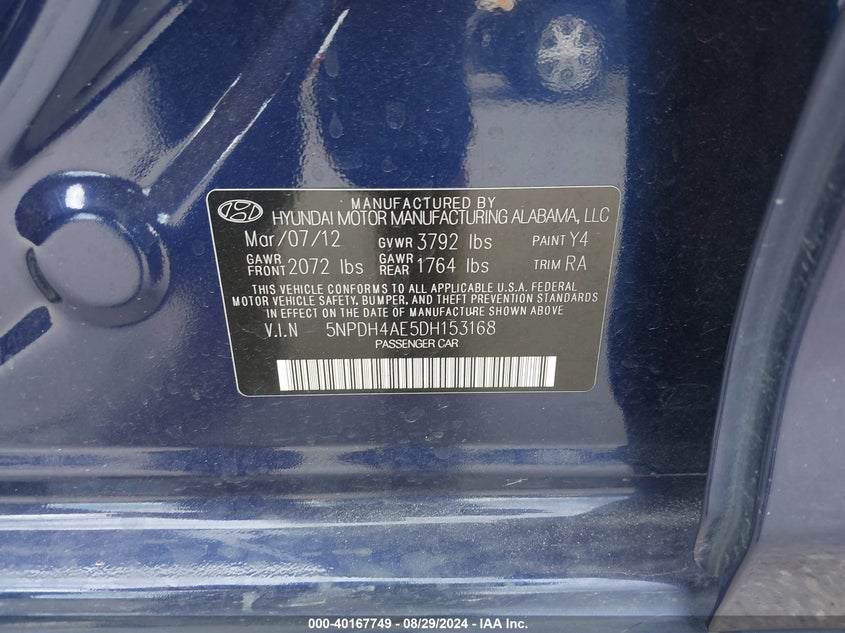 MANUFACTURED BY
HYUNDAI MOTOR MANUFACTURING ALABAMA, LLC
Mar/07/12 GVWR 3792 lbs PAINT Y4
GAWR FRONT 2072 lbs GAWR REAR 1764 lbs TRIM RA
THIS VEHICLE CONFORMS TO ALL APPLICABLE U.S.A. FEDERAL
MOTOR VEHICLE SAFETY, BUMPER, AND THEFT PREVENTION STANDARDS
IN EFFECT ON THE DATE OF MANUFACTURE SHOWN ABOVE
V.I.N 5NPDH4AE5DH153168
PASSENGER CAR
000-40167749 - 08/29/2024 - IAA Inc.